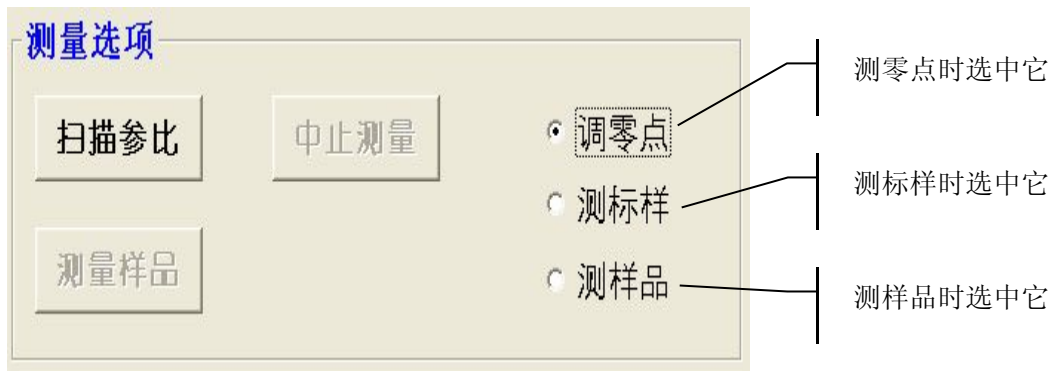 测量选项
扫描参比
中止测量
测量样品
调零点
测标样
测样品
测零点时选中它
测标样时选中它
测样品时选中它